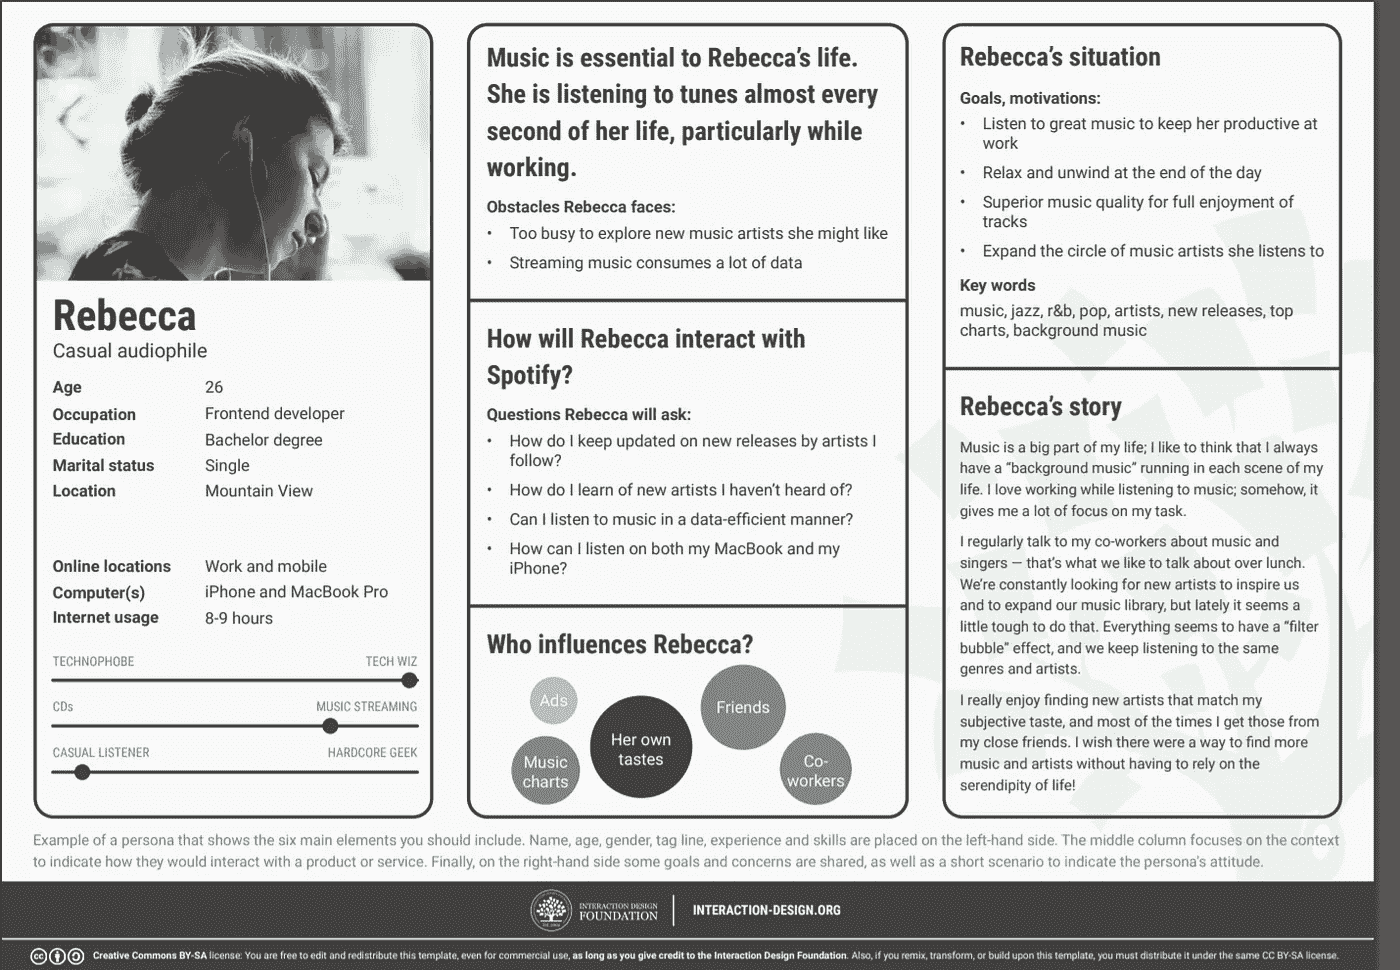 Rebecca
Casual audiophile
Age 26
Occupation Frontend developer
Education Bachelor degree
Marital status Single
Location Mountain View
Online locations Work and mobile
Computer(s) iPhone and MacBook Pro
Internet usage 8-9 hours
TECHNOPHOBE TECH WIZ
CDs MUSIC STREAMING
CASUAL LISTENER HARDCORE GEEK
Music is essential to Rebecca's life.
She is listening to tunes almost every
second of her life, particularly while
working.
Obstacles Rebecca faces:
• Too busy to explore new music artists she might like
• Streaming music consumes a lot of data
How will Rebecca interact with
Spotify?
Questions Rebecca will ask:
• How do I keep updated on new releases by artists I
follow?
• How do I learn of new artists I haven't heard of?
• Can I listen to music in a data-efficient manner?
• How can I listen on both my MacBook and my
iPhone?
Who influences Rebecca?
Ads
Music
charts
Her own
tastes
Friends
Co-
workers
Rebecca's situation
Goals, motivations:
• Listen to great music to keep her productive at
work
• Relax and unwind at the end of the day
• Superior music quality for full enjoyment of
tracks
• Expand the circle of music artists she listens to
Key words
music, jazz, r&b, pop, artists, new releases, top
charts, background music
Rebecca's story
Music is a big part of my life; I like to think that I always
have a "background music" running in each scene of my
life. I love working while listening to music; somehow, it
gives me a lot of focus on my task.
I regularly talk to my co-workers about music and
singers — that's what we like to talk about over lunch.
We're constantly looking for new artists to inspire us
and to expand our music library, but lately it seems a
little tough to do that. Everything seems to have a "filter
bubble" effect, and we keep listening to the same
genres and artists.
I really enjoy finding new artists that match my
subjective taste, and most of the times I get those from
my close friends. I wish there were a way to find more
music and artists without having to rely on the
serendipity of life!
Example of a persona that shows the six main elements you should include. Name, age, gender, tag line, experience and skills are placed on the left-hand side. The middle column focuses on the context
to indicate how they would interact with a product or service. Finally, on the right-hand side some goals and concerns are shared, as well as a short scenario to indicate the persona's attitude.
INTERACTION DESIGN
FOUNDATION
INTERACTION-DESIGN.ORG
Creative Commons BY-SA license: You are free to edit and redistribute this template, even for commercial use, as long as you give credit to the Interaction Design Foundation. Also, if you remix, transform, or build upon this template, you must distribute it under the same CC BY-SA license.